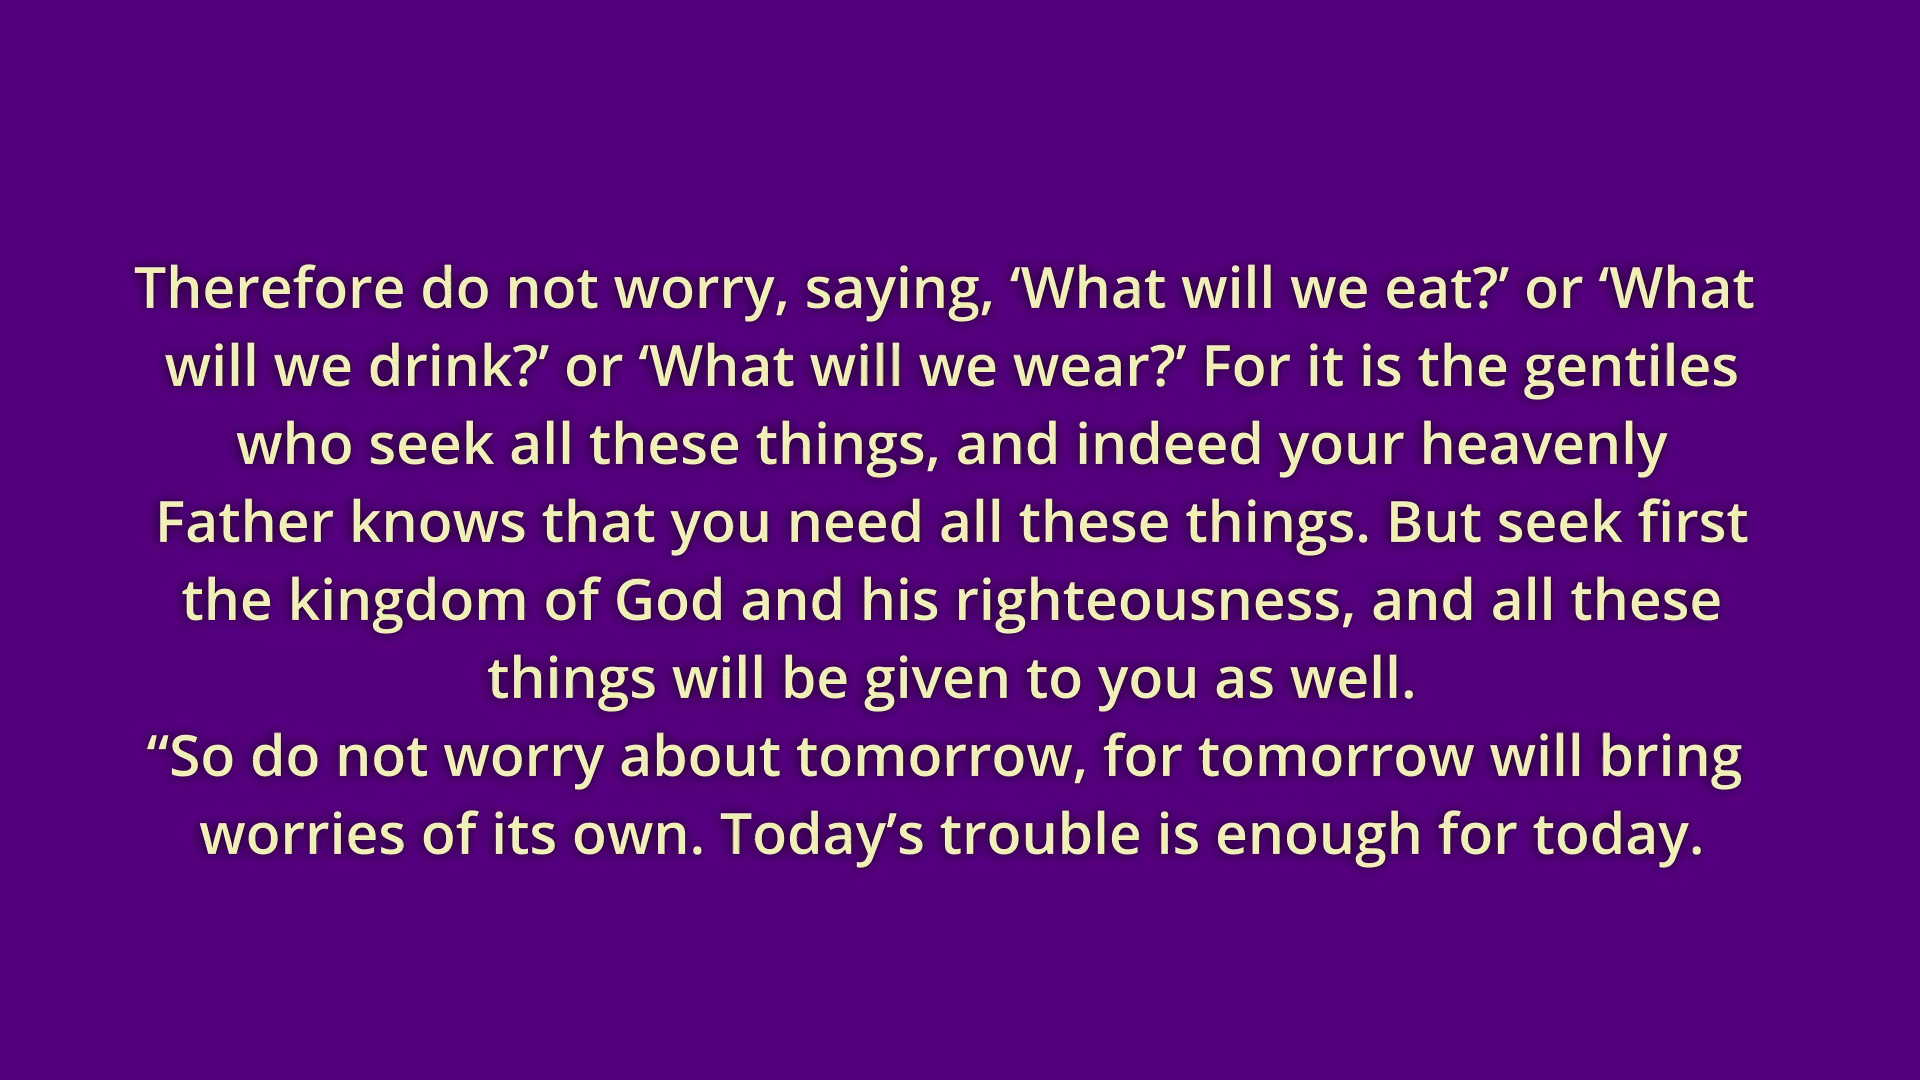 Therefore do not worry, saying, ‘What will we eat?’ or ‘What
will we drink?’ or ‘What will we wear?’ For it is the gentiles
who seek all these things, and indeed your heavenly
Father knows that you need all these things. But seek first
the kingdom of God and his righteousness, and all these
things will be given to you as well.
“So do not worry about tomorrow, for tomorrow will bring
worries of its own. Today’s trouble is enough for today.